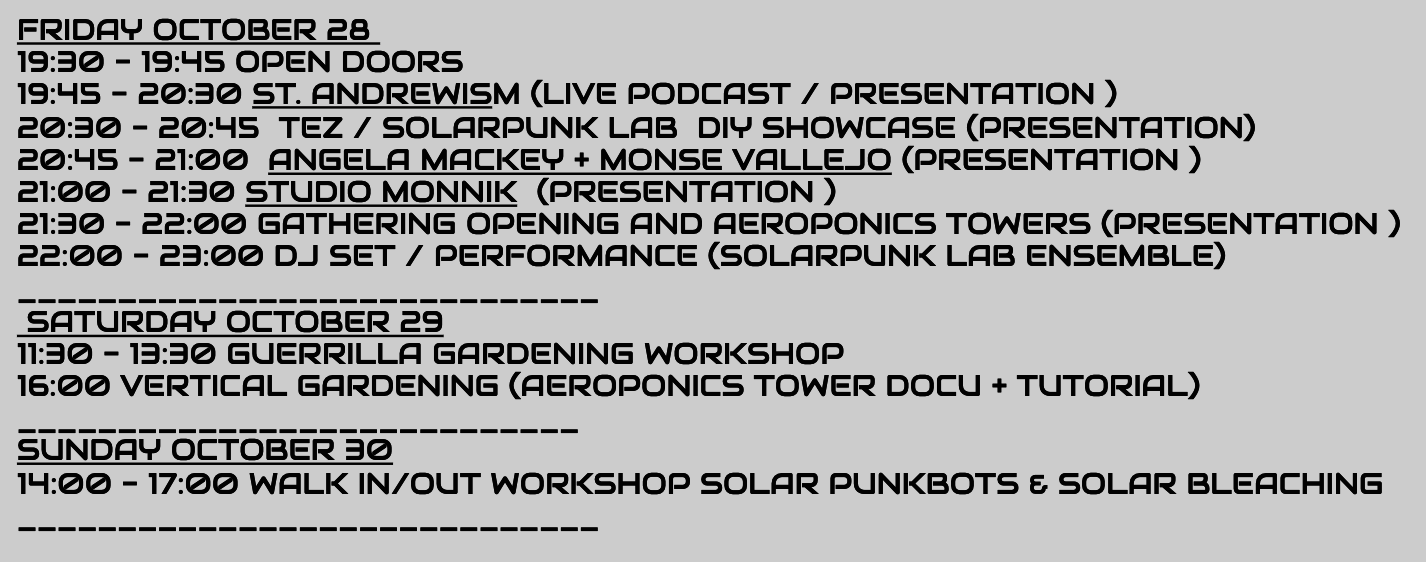 FRIDAY OCTOBER 28
19:30 - 19:45 OPEN DOORS
19:45 - 20:30 ST. ANDREWISM (LIVE PODCAST / PRESENTATION )
20:30 - 20:45  TEZ / SOLARPUNK LAB  DIY SHOWCASE (PRESENTATION)
20:45 - 21:00  ANGELA MACKEY + MONSE VALLEJO (PRESENTATION )
21:00 - 21:30 STUDIO MONNIK  (PRESENTATION )
21:30 - 22:00 GATHERING OPENING AND AEROPONICS TOWERS (PRESENTATION )
22:00 - 23:00 DJ SET / PERFORMANCE (SOLARPUNK LAB ENSEMBLE)
_____________________________
SATURDAY OCTOBER 29
11:30 - 13:30 GUERRILLA GARDENING WORKSHOP
16:00 VERTICAL GARDENING (AEROPONICS TOWER DOCU + TUTORIAL)
____________________________
SUNDAY OCTOBER 30
14:00 - 17:00 WALK IN/OUT WORKSHOP SOLAR PUNKBOTS & SOLAR BLEACHING
_____________________________